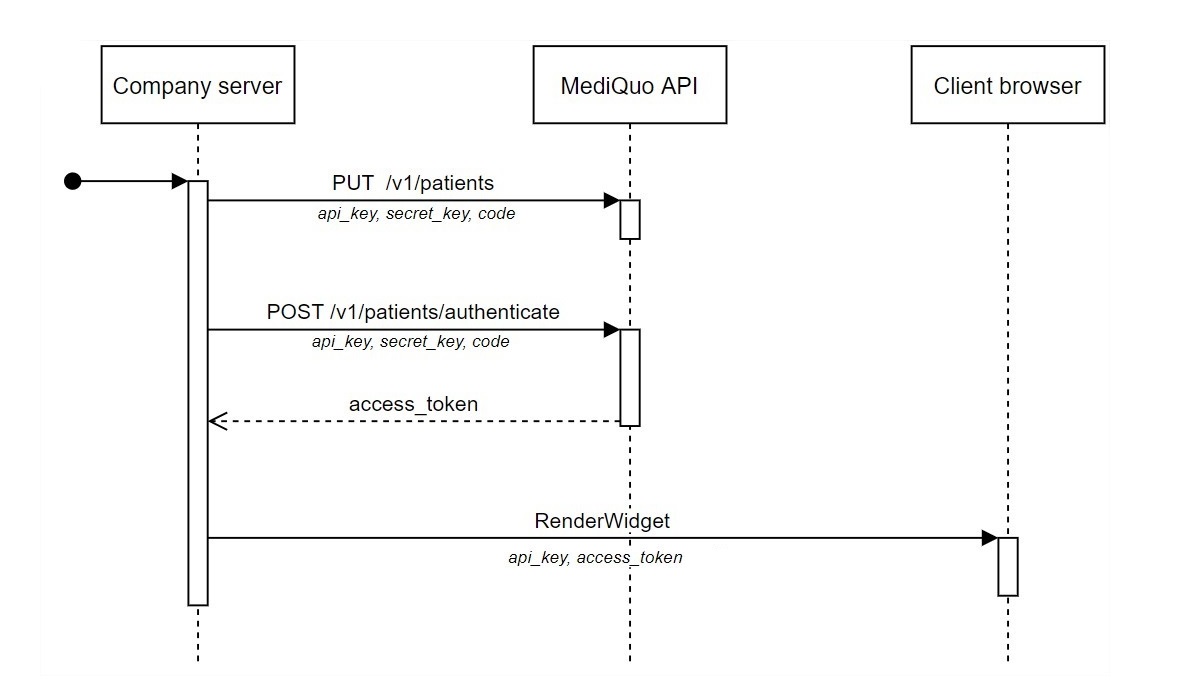 Company server
MediQuo API
Client browser
PUT /v1/patients
api_key, secret_key, code
POST /v1/patients/authenticate
api_key, secret_key, code
access_token
RenderWidget
api_key, access_token